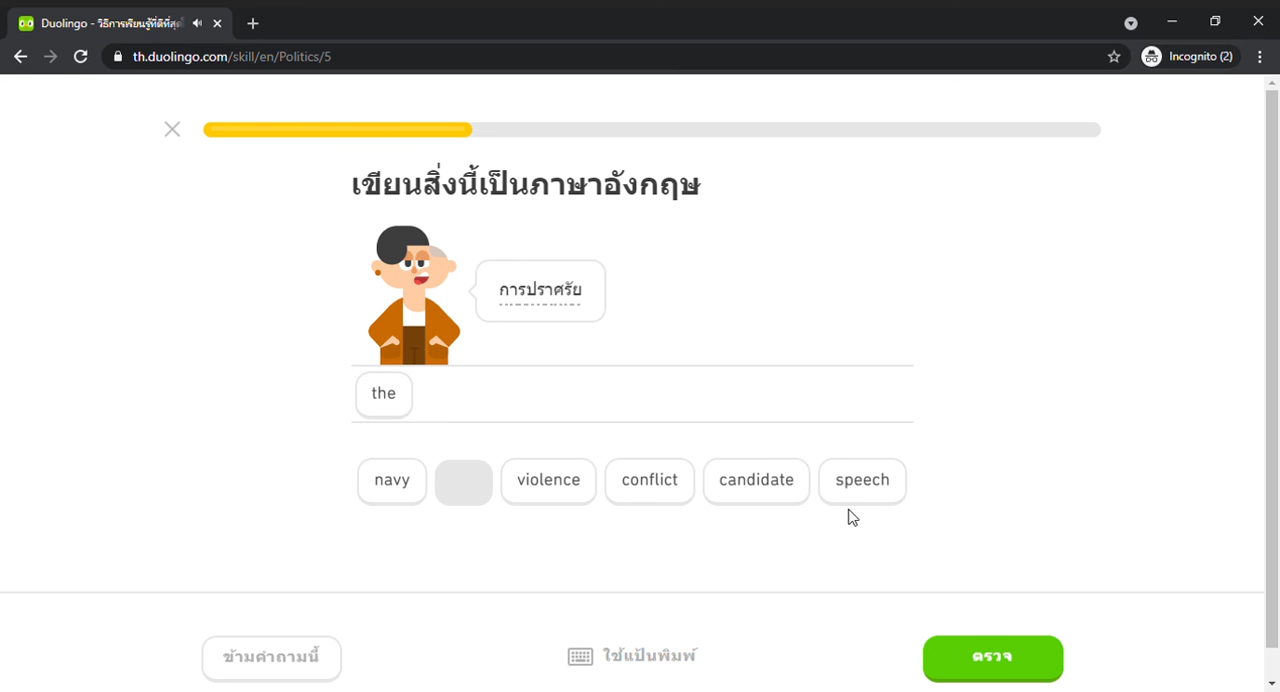 Duolingo - วิธีการเรียนรู้ที่ดีที่สุดใ
th.duolingo.com/skill/en/Politics/5
Incognito (2)
เขียนสิ่งนี้เป็นภาษาอังกฤษ
การปราศรัย
the
navy violence conflict candidate speech
ข้ามคำถามนี้ ใช้แป้นพิมพ์ ตรวจ